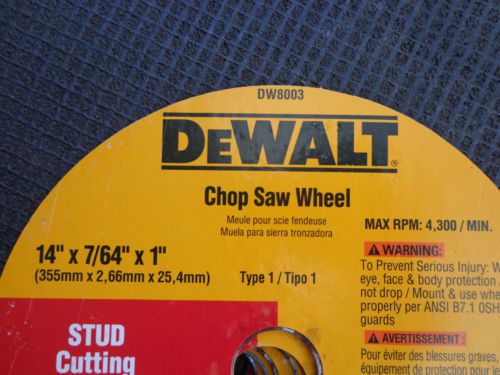 DW8003
DEWALT®
Chop Saw Wheel
Meule pour scie fendeuse
Muela para sierra tronzadora
MAX RPM: 4,300 / MIN.
14" x 7/64" x 1"
(355mm x 2,66mm x 25,4mm)
Type 1 / Tipo 1
WARNING:
To Prevent Serious Injury: W
eye, face & body protection
not drop / Mount & use whe
properly per ANSI B7.1 OSH
guards
AVERTISSEMENT:
Pour éviter des blessures graves,
STUD
Cutting